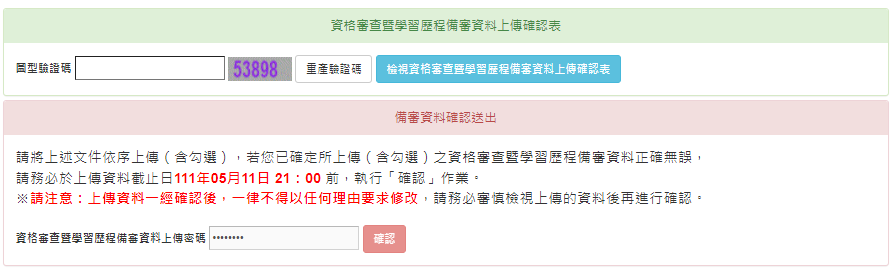 資格審查暨學習歷程備審資料上傳確認表
圖型驗證碼 53898 重產驗證碼 檢視資格審查暨學習歷程備審資料上傳確認表
備審資料確認送出
請將上述文件依序上傳（含勾選），若您已確定所上傳（含勾選）之資格審查暨學習歷程備審資料正確無誤，
請務必於上傳資料截止日111年05月11日 21：00 前，執行「確認」作業。
※請注意：上傳資料一經確認後，一律不得以任何理由要求修改，請務必審慎檢視上傳的資料後再進行確認。
資格審查暨學習歷程備審資料上傳密碼 •••••••• 確認